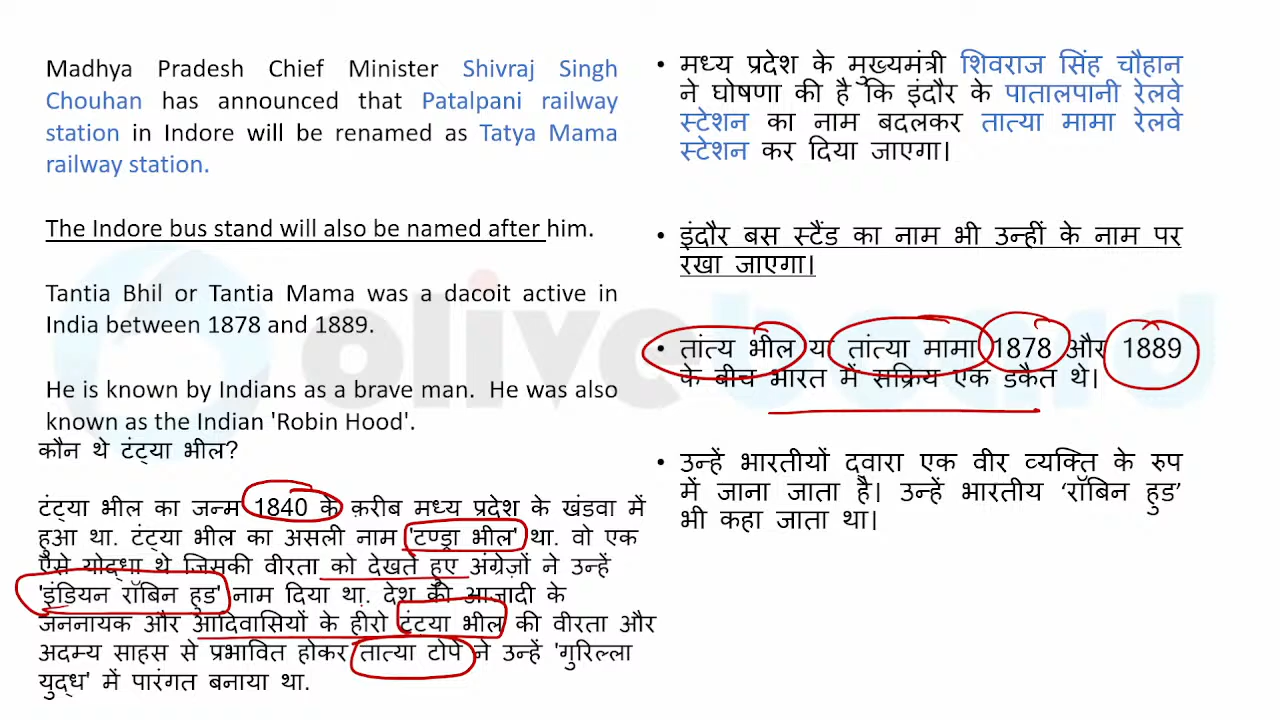 Madhya Pradesh Chief Minister Shivraj Singh
Chouhan has announced that Patalpani railway
station in Indore will be renamed as Tatya Mama
railway station.
The Indore bus stand will also be named after him.
Tantia Bhil or Tantia Mama was a dacoit active in
India between 1878 and 1889.
He is known by Indians as a brave man. He was also
known as the Indian 'Robin Hood'.
कौन थे टंट्या भील?
टंट्या भील का जन्म 1840 के क़रीब मध्य प्रदेश के खंडवा में
हुआ था. टंट्या भील का असली नाम 'टण्ड्रा भील' था. वो एक
ऐसे योद्धा थे जिसकी वीरता को देखते हुए अंग्रेज़ों ने उन्हें
'इंडियन रॉबिन हुड' नाम दिया था. देश की आजादी के
जननायक और आदिवासियों के हीरो टंट्या भील की वीरता और
अदम्य साहस से प्रभावित होकर तात्या टोपे ने उन्हें 'गुरिल्ला
युद्ध' में पारंगत बनाया था.
• मध्य प्रदेश के मुख्यमंत्री शिवराज सिंह चौहान
ने घोषणा की है कि इंदौर के पातालपानी रेलवे
स्टेशन का नाम बदलकर तात्या मामा रेलवे
स्टेशन कर दिया जाएगा।
• इंदौर बस स्टैंड का नाम भी उन्हीं के नाम पर
रखा जाएगा।
• तांत्य भील या तांत्या मामा 1878 और 1889
के बीच भारत में सक्रिय एक डकैत थे।
• उन्हें भारतीयों द्वारा एक वीर व्यक्ति के रुप
में जाना जाता है। उन्हें भारतीय ‘रॉबिन हुड’
भी कहा जाता था।
oliveboard